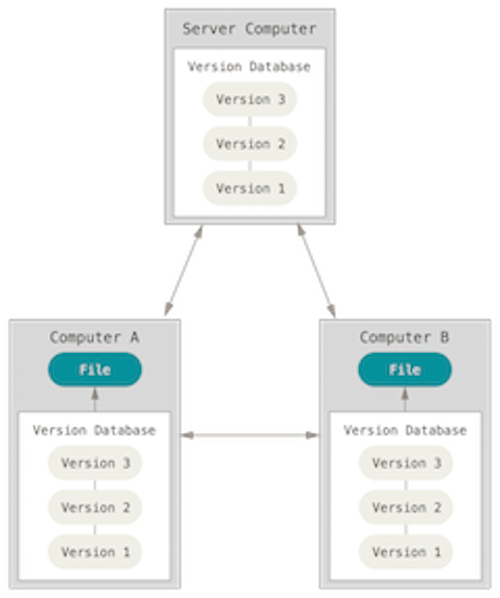 Server Computer
Version Database
Version 3
Version 2
Version 1
Computer A
File
Version Database
Version 3
Version 2
Version 1
Computer B
File
Version Database
Version 3
Version 2
Version 1